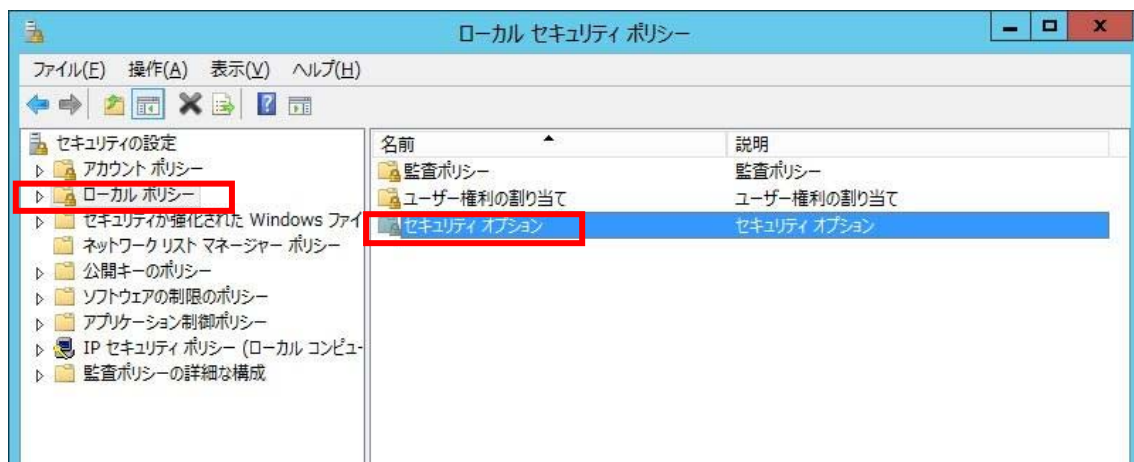 ローカル セキュリティ ポリシー
ファイル(F) 操作(A) 表示(V) ヘルプ(H)
セキュリティの設定
アカウント ポリシー
ローカル ポリシー
セキュリティが強化された Windows ファイ
ネットワーク リスト マネージャー ポリシー
公開キーのポリシー
ソフトウェアの制限のポリシー
アプリケーション制御ポリシー
IP セキュリティ ポリシー (ローカル コンピュー
監査ポリシーの詳細な構成
名前 説明
監査ポリシー 監査ポリシー
ユーザー権利の割り当て ユーザー権利の割り当て
セキュリティ オプション セキュリティ オプション